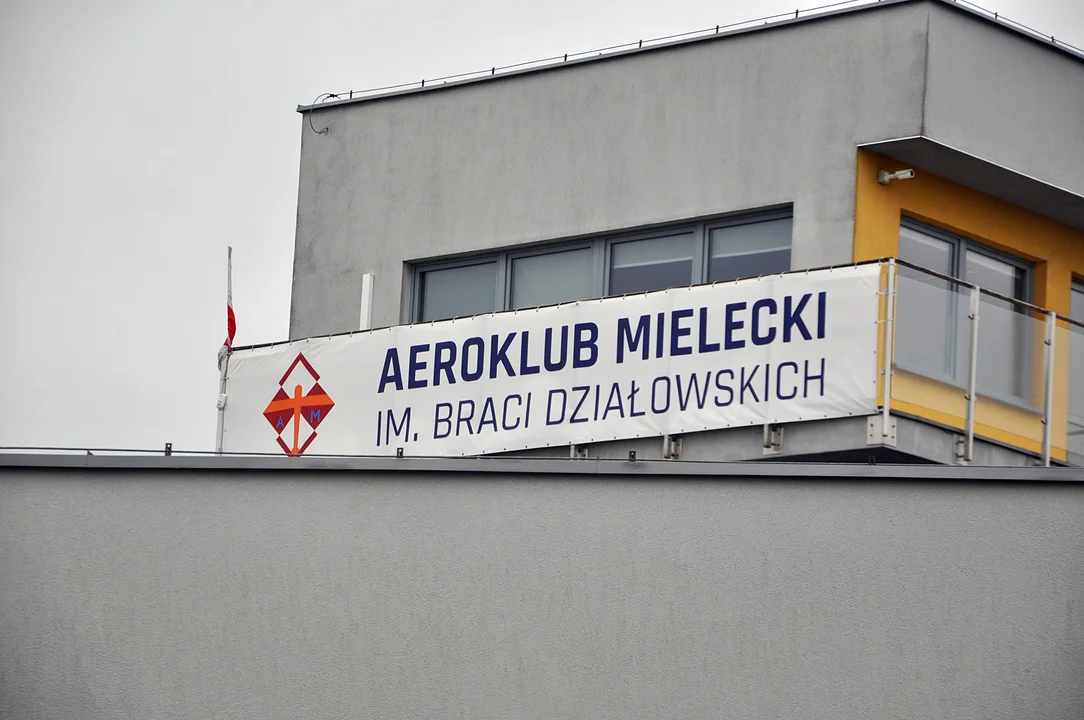 AEROKLUB MIELECKI
IM. BRACI DZIAŁOWSKICH
A M